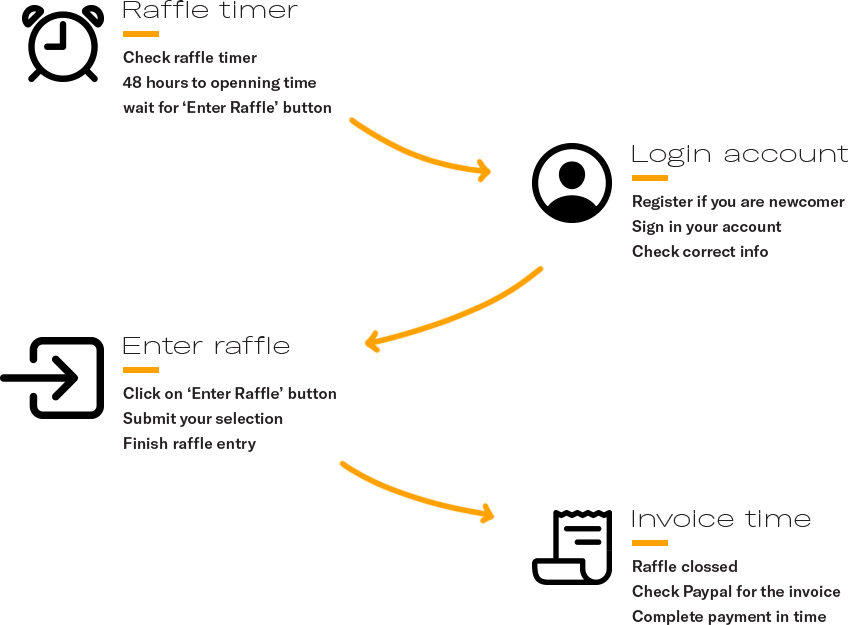 Raffle timer
Check raffle timer
48 hours to openning time
wait for ‘Enter Raffle’ button
Login account
Register if you are newcomer
Sign in your account
Check correct info
Enter raffle
Click on ‘Enter Raffle’ button
Submit your selection
Finish raffle entry
Invoice time
Raffle clossed
Check Paypal for the invoice
Complete payment in time